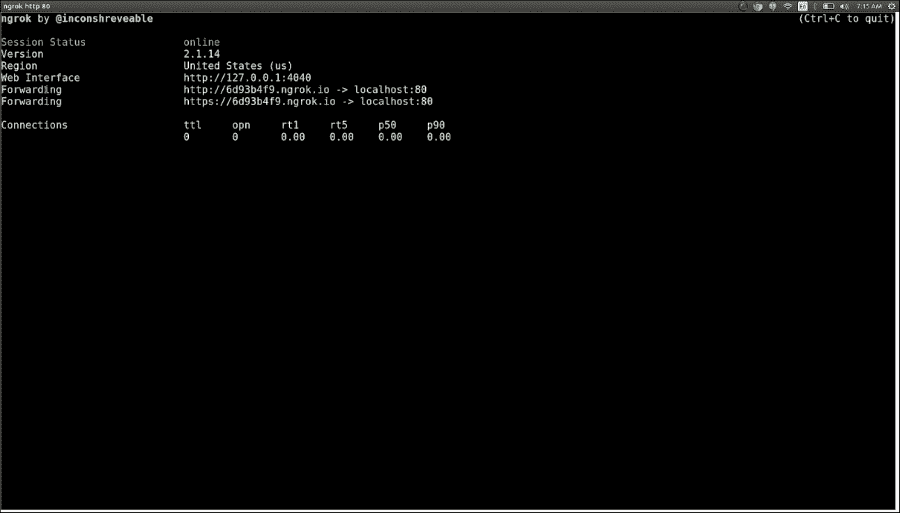 ngrok http 80
7:15 AM
ngrok by @inconshreveable (Ctrl+C to quit)
Session Status online
Version 2.1.14
Region United States (us)
Web Interface http://127.0.0.1:4040
Forwarding http://6d93b4f9.ngrok.io -> localhost:80
Forwarding https://6d93b4f9.ngrok.io -> localhost:80
Connections ttl opn rt1 rt5 p50 p90
0 0 0.00 0.00 0.00 0.00